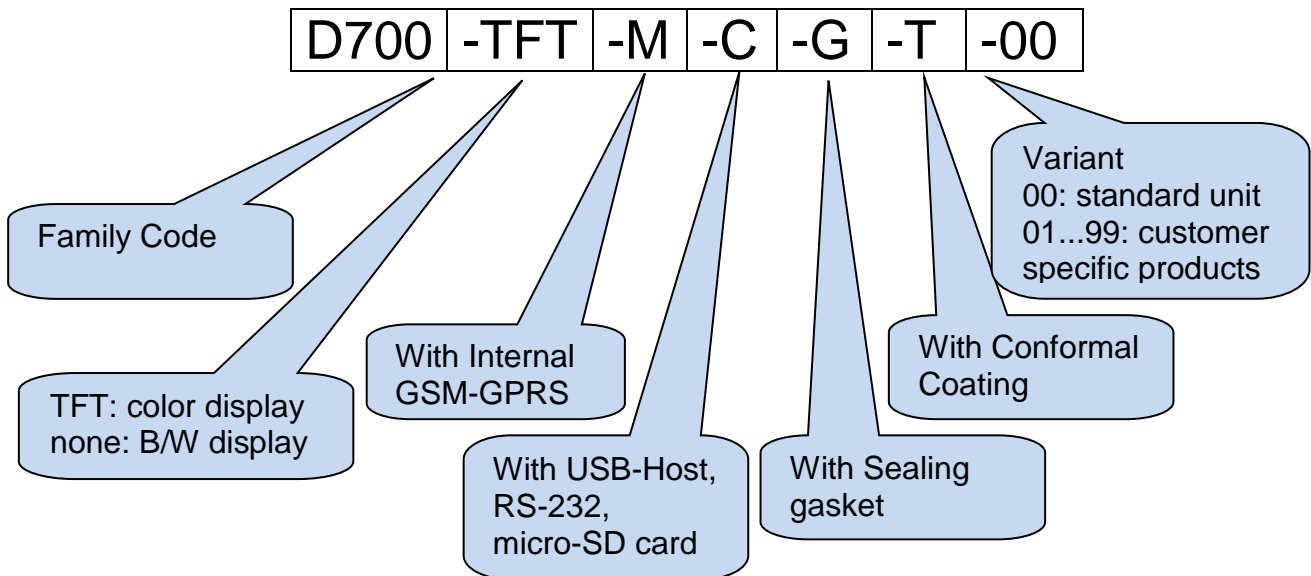 D700 -TFT -M -C -G -T -00
Family Code
TFT: color display
none: B/W display
With Internal
GSM-GPRS
With USB-Host,
RS-232,
micro-SD card
With Sealing
gasket
With Conformal
Coating
Variant
00: standard unit
01...99: customer
specific products